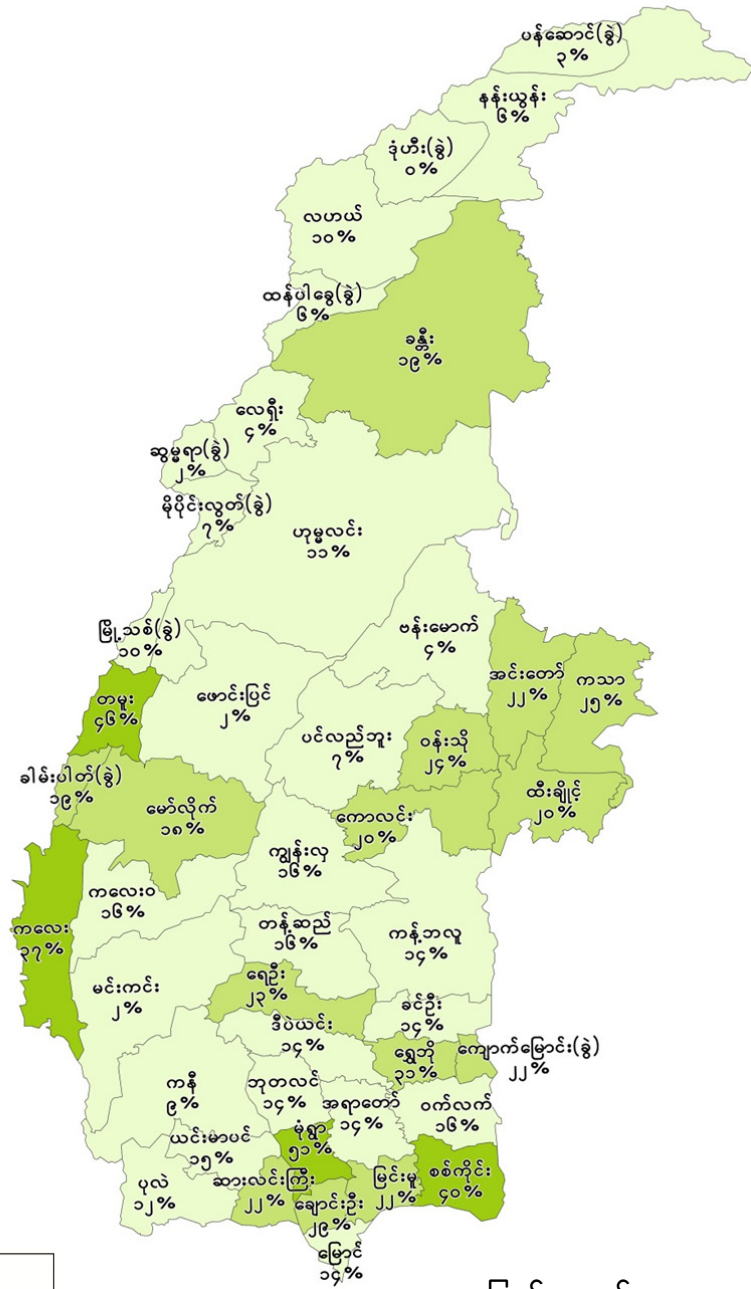 ပန်ဆောင်(ခွဲ)
၃%
နန်းယွန်း
၆%
ဒုံဟီး(ခွဲ)
၀%
လဟယ်
၁၀%
ထန်ပါခွေ(ခွဲ)
၆%
ခန္တီး
၁၉%
လေရှီး
၄%
ဆွမ္မရာ(ခွဲ)
၂%
မိုပိုင်းလွတ်(ခွဲ)
၇%
ဟုမ္မလင်း
၁၁%
မြို့သစ်(ခွဲ)
၁၀%
ဗန်းမောက်
၄%
အင်းတော်
၂၂%
ကသာ
၂၅%
တမူး
၄၆%
ဖောင်းပြင်
၂%
ပင်လည်ဘူး
၇%
ဝန်းသို
၂၄%
ခါမ်းပါတ်(ခွဲ)
၁၉%
မော်လိုက်
၁၈%
ကောလင်း
၂၀%
ထီးချိုင့်
၂၀%
ကျွန်းလှ
၁၆%
ကလေးဝ
၁၆%
ကလေး
၃၇%
တန့်ဆည်
၁၆%
ကန့်ဘလူ
၁၄%
မင်းကင်း
၂%
ရေဦး
၂၃%
ခင်ဦး
၁၄%
ဒီပဲယင်း
၁၄%
ရွှေဘို
၃၁%
ကျောက်မြောင်း(ခွဲ)
၂၂%
ကနီ
၉%
ဘုတလင်
၁၄%
အရာတော်
၁၄%
ဝက်လက်
၁၆%
ယင်းမာပင်
၁၅%
မုံရွာ
၅၁%
ပုလဲ
၁၂%
ဆားလင်းကြီး
၂၂%
ချောင်းဦး
၂၉%
မြင်းမူ
၂၂%
စစ်ကိုင်း
၄၀%
မြောင်
၁၄%